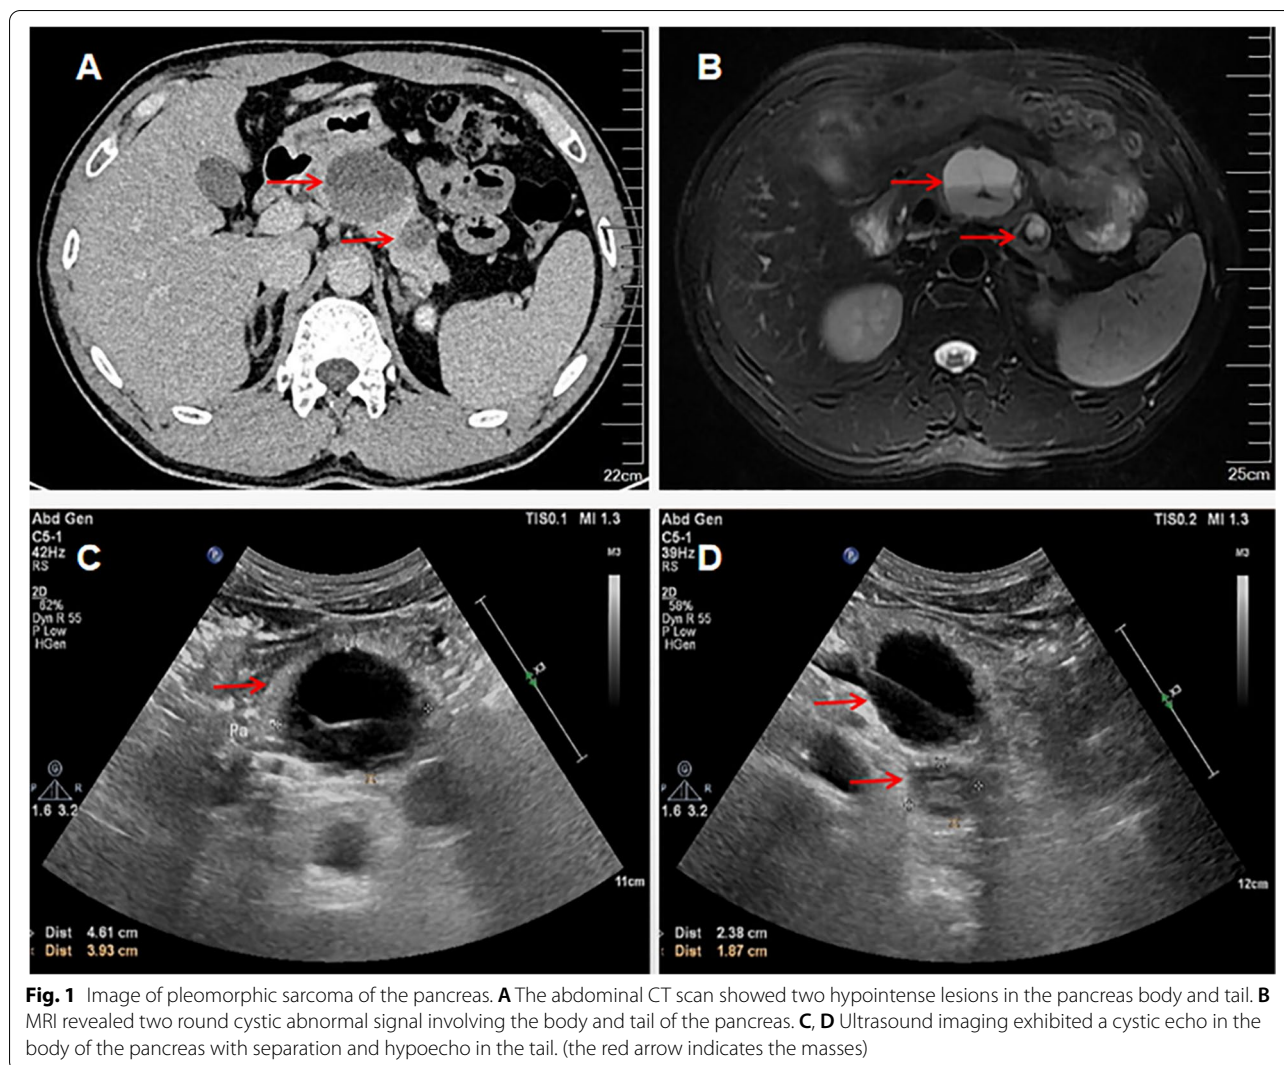 A
22cm
B
25cm
Abd Gen
TIS0.1 MI 1.3
C5-1
42Hz
RS
C
M3
2D
62%
Dyn R 55
P Low
HGen
Pa
P R
1.6 3.2
11cm
Dist 4.61 cm
Dist 3.93 cm
Abd Gen
TIS0.2 MI 1.3
C5-1
39Hz
RS
D
M3
2D
58%
Dyn R 55
P Low
HGen
P R
1.6 3.2
12cm
Dist 2.38 cm
Dist 1.87 cm
Fig. 1 Image of pleomorphic sarcoma of the pancreas. A The abdominal CT scan showed two hypointense lesions in the pancreas body and tail. B
MRI revealed two round cystic abnormal signal involving the body and tail of the pancreas. C, D Ultrasound imaging exhibited a cystic echo in the
body of the pancreas with separation and hypoecho in the tail. (the red arrow indicates the masses)